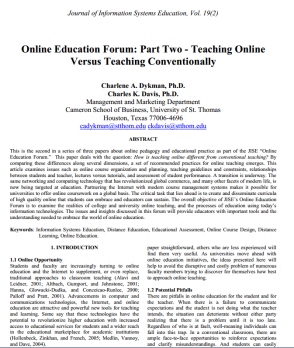 Journal of Information Systems Education, Vol. 19(2)
Online Education Forum: Part Two - Teaching Online
Versus Teaching Conventionally
Charlene A. Dykman, Ph.D.
Charles K. Davis, Ph.D.
Management and Marketing Department
Cameron School of Business, University of St. Thomas
Houston, Texas 77006-4696
cadykman@stthom.edu ckdavis@stthom.edu
ABSTRACT
This is the second in a series of three papers about online pedagogy and educational practice as part of the JISE "Online
Education Forum." This paper deals with the question: How is teaching online different from conventional teaching? By
comparing these differences along several dimensions, a set of recommended practices for online teaching emerges. This
article examines issues such as online course organization and planning, teaching guidelines and constraints, relationships
between students and teacher, lectures versus tutorials, and assessment of student performance. A transition is underway. The
same networking and computing technology that has revolutionized global commerce, and many other facets of modern life, is
now being targeted at education. Partnering the Internet with modern course management systems makes it possible for
universities to offer online coursework on a global basis. The critical task that lies ahead is to create and disseminate curricula
of high quality online that students can embrace and educators can sustain. The overall objective of JISE's Online Education
Forum is to examine the realities of college and university online teaching, and the processes of education using today's
information technologies. The issues and insights discussed in this forum will provide educators with important tools and the
understanding needed to embrace the world of online education.
Keywords: Information Systems Education, Distance Education, Educational Assessment, Online Course Design, Distance
Learning, Online Education.
1. INTRODUCTION
1.1 Online Opportunity
Students and faculty are increasingly turning to online
education and the Internet to supplement, or even replace,
traditional approaches to classroom teaching (Alavi and
Leidner, 2001; Althaus, Gumport, and Johnstone, 2001;
Hanna, Glowacki-Dudka, and Conceicao-Runlee, 2000;
Palloff and Pratt, 2001). Advancements in computer and
communications technologies, the Internet, and online
education are attractive and powerful new tools for teaching
and learning. Some say that these technologies have the
potential to revolutionize higher education with increased
access to educational services for students and a wider reach
in the educational marketplace for academic institutions
(Hollenbeck, Zinkhan, and French, 2005; Medlin, Vannoy,
and Dave, 2004).
paper straightforward, others who are less experienced will
find them very useful. As more universities move ahead with
online education initiatives, the ideas presented here will
help to avoid the disruptive and costly problem of numerous
faculty members trying to discover for themselves how best
to approach online teaching.
1.2 Potential Pitfalls
There are pitfalls in online education for the student and for
the teacher. When there is a failure to communicate
expectations and the student is not doing what the teacher
intends, the situation can deteriorate without either party
realizing that there is a problem until it is too late.
Regardless of who is at fault, well-meaning individuals can
fall into this trap. In a conventional classroom, there are
ample face-to-face opportunities to reinforce expectations
and clarify misunderstandings. And students can easily